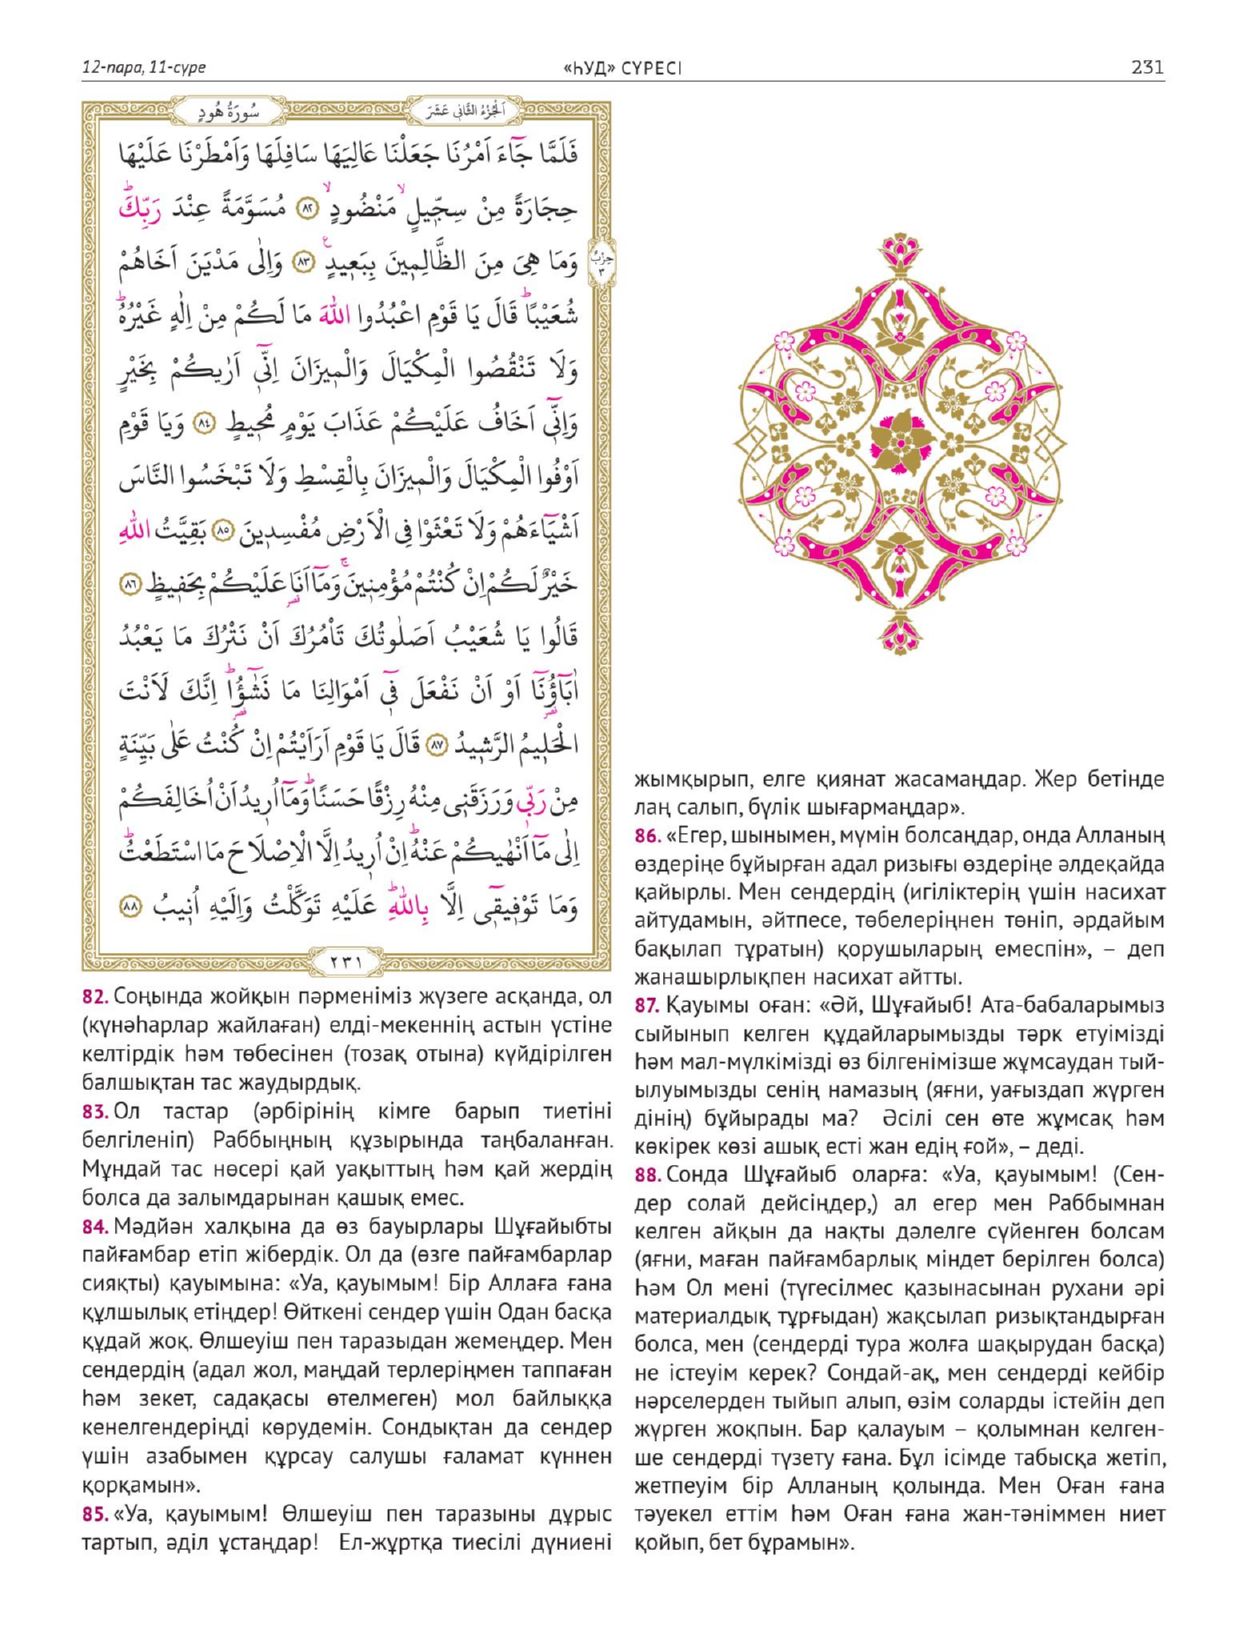 12-пара, 11-сүре
«ҺУД» СҮРЕСІ
231
سُورَةُ هُودٍ
اَلْجُزْءُ الثَّانِي عَشَرَ
فَلَمَّا جَٓاءَ اَمْرُنَا جَعَلْنَا عَالِيَهَا سَافِلَهَا وَاَمْطَرْنَا عَلَيْهَا
حِجَارَةً مِنْ سِجّ۪يلٍۙ مَنْضُودٍۙ ﴿٨٢﴾ مُسَوَّمَةً عِنْدَ رَبِّكَۜ
وَمَا هِيَ مِنَ الظَّالِم۪ينَ بِبَع۪يدٍ۟ ﴿٨٣﴾ وَاِلٰى مَدْيَنَ اَخَاهُمْ
حِزْبٌ
٣
شُعَيْبًاۜ قَالَ يَا قَوْمِ اعْبُدُوا اللّٰهَ مَا لَكُمْ مِنْ اِلٰهٍ غَيْرُهُۜ
وَلَا تَنْقُصُوا الْمِكْيَالَ وَالْم۪يزَانَ اِنّ۪ٓي اَرٰيكُمْ بِخَيْرٍ
وَاِنّ۪ٓي اَخَافُ عَلَيْكُمْ عَذَابَ يَوْمٍ مُح۪يطٍ ﴿٨٤﴾ وَيَا قَوْمِ
اَوْفُوا الْمِكْيَالَ وَالْم۪يزَانَ بِالْقِسْطِ وَلَا تَبْخَسُوا النَّاسَ
اَشْيَٓاءَهُمْ وَلَا تَعْثَوْا فِي الْاَرْضِ مُفْسِد۪ينَ ﴿٨٥﴾ بَقِيَّتُ اللّٰهِ
خَيْرٌ لَكُمْ اِنْ كُنْتُمْ مُؤْمِن۪ينَۚ وَمَٓا اَنَا۬ عَلَيْكُمْ بِحَف۪يظٍ ﴿٨٦﴾
قَالُوا يَا شُعَيْبُ اَصَلٰوتُكَ تَأْمُرُكَ اَنْ نَتْرُكَ مَا يَعْبُدُ
اٰبَٓاؤُ۬نَٓا اَوْ اَنْ نَفْعَلَ ف۪ٓي اَمْوَالِنَا مَا نَشٰٓؤُ۬اۜ اِنَّكَ لَاَنْتَ
الْحَل۪يمُ الرَّش۪يدُ ﴿٨٧﴾ قَالَ يَا قَوْمِ اَرَاَيْتُمْ اِنْ كُنْتُ عَلٰى بَيِّنَةٍ
مِنْ رَبّ۪ي وَرَزَقَن۪ي مِنْهُ رِزْقًا حَسَنًاۜ وَمَٓا اُر۪يدُ اَنْ اُخَالِفَكُمْ
اِلٰى مَٓا اَنْهٰيكُمْ عَنْهُۜ اِنْ اُر۪يدُ اِلَّا الْاِصْلَاحَ مَا اسْتَطَعْتُۜ
وَمَا تَوْف۪يق۪ٓي اِلَّا بِاللّٰهِۜ عَلَيْهِ تَوَكَّلْتُ وَاِلَيْهِ اُن۪يبُ ﴿٨٨﴾
٢٣١
82. Соңында жойқын пәрменіміз жүзеге асқанда, ол
(күнәһарлар жайлаған) елді-мекеннің астын үстіне
келтірдік һәм төбесінен (тозақ отына) күйдірілген
балшықтан тас жаудырдық.
83. Ол тастар (әрбірінің кімге барып тиетіні
белгіленіп) Раббыңның құзырында таңбаланған.
Мұндай тас нөсері қай уақыттың һәм қай жердің
болса да залымдарынан қашық емес.
84. Мәдйән халқына да өз бауырлары Шұғайыбты
пайғамбар етіп жібердік. Ол да (өзге пайғамбарлар
сияқты) қауымына: «Уа, қауымым! Бір Аллаға ғана
құлшылық етіңдер! Өйткені сендер үшін Одан басқа
құдай жоқ. Өлшеуіш пен таразыдан жемеңдер. Мен
сендердің (адал жол, маңдай терлеріңмен таппаған
һәм зекет, садақасы өтелмеген) мол байлыққа
кенелгендеріңді көрудемін. Сондықтан да сендер
үшін азабымен құрсау салушы ғаламат күннен
қорқамын».
85. «Уа, қауымым! Өлшеуіш пен таразыны дұрыс
тартып, әділ ұстаңдар! Ел-жұртқа тиесілі дүниені
жымқырып, елге қиянат жасамаңдар. Жер бетінде
лаң салып, бүлік шығармаңдар».
86. «Егер, шынымен, мүмін болсаңдар, онда Алланың
өздеріңе бұйырған адал ризығы өздеріңе әлдеқайда
қайырлы. Мен сендердің (игіліктерің үшін насихат
айтудамын, әйтпесе, төбелеріңнен төніп, әрдайым
бақылап тұратын) қорушыларың емеспін», – деп
жанашырлықпен насихат айтты.
87. Қауымы оған: «Әй, Шұғайыб! Ата-бабаларымыз
сыйынып келген құдайларымызды тәрк етуімізді
һәм мал-мүлкімізді өз білгенімізше жұмсаудан тый-
ылуымызды сенің намазың (яғни, уағыздап жүрген
дінің) бұйырады ма? Әсілі сен өте жұмсақ һәм
көкірек көзі ашық есті жан едің ғой», – деді.
88. Сонда Шұғайыб оларға: «Уа, қауымым! (Сен-
дер солай дейсіңдер,) ал егер мен Раббымнан
келген айқын да нақты дәлелге сүйенген болсам
(яғни, маған пайғамбарлық міндет берілген болса)
һәм Ол мені (түгесілмес қазынасынан рухани әрі
материалдық тұрғыдан) жақсылап ризықтандырған
болса, мен (сендерді тура жолға шақырудан басқа)
не істеуім керек? Сондай-ақ, мен сендерді кейбір
нәрселерден тыйып алып, өзім соларды істейін деп
жүрген жоқпын. Бар қалауым – қолымнан келген-
ше сендерді түзету ғана. Бұл ісімде табысқа жетіп,
жетпеуім бір Алланың қолында. Мен Оған ғана
тәуекел еттім һәм Оған ғана жан-тәніммен ниет
қойып, бет бұрамын».